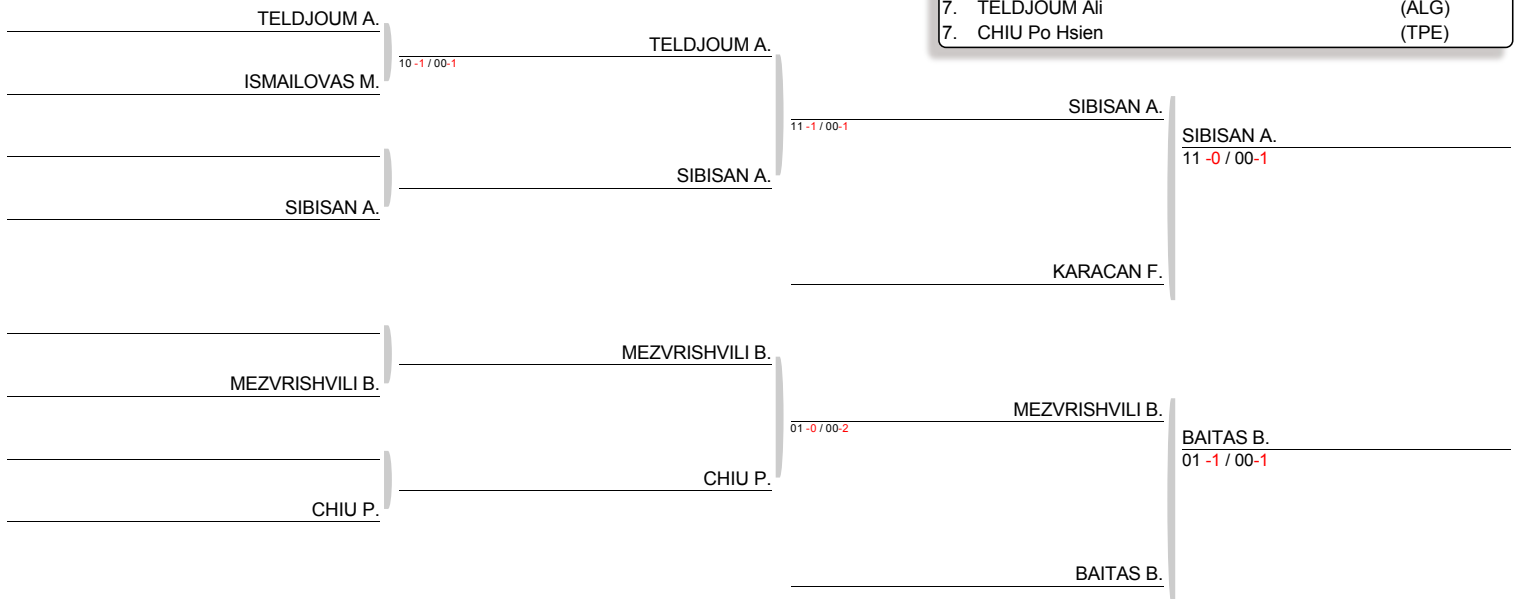 7. TELDJOUM Ali (ALG)
7. CHIU Po Hsien (TPE)
TELDJOUM A.
ISMAILOVAS M.
SIBISAN A.
MEZVRISHVILI B.
CHIU P.
TELDJOUM A.
10 -1 / 00-1
SIBISAN A.
MEZVRISHVILI B.
CHIU P.
SIBISAN A.
11 -1 / 00-1
KARACAN F.
MEZVRISHVILI B.
01 -0 / 00-2
BAITAS B.
SIBISAN A.
11 -0 / 00-1
BAITAS B.
01 -1 / 00-1